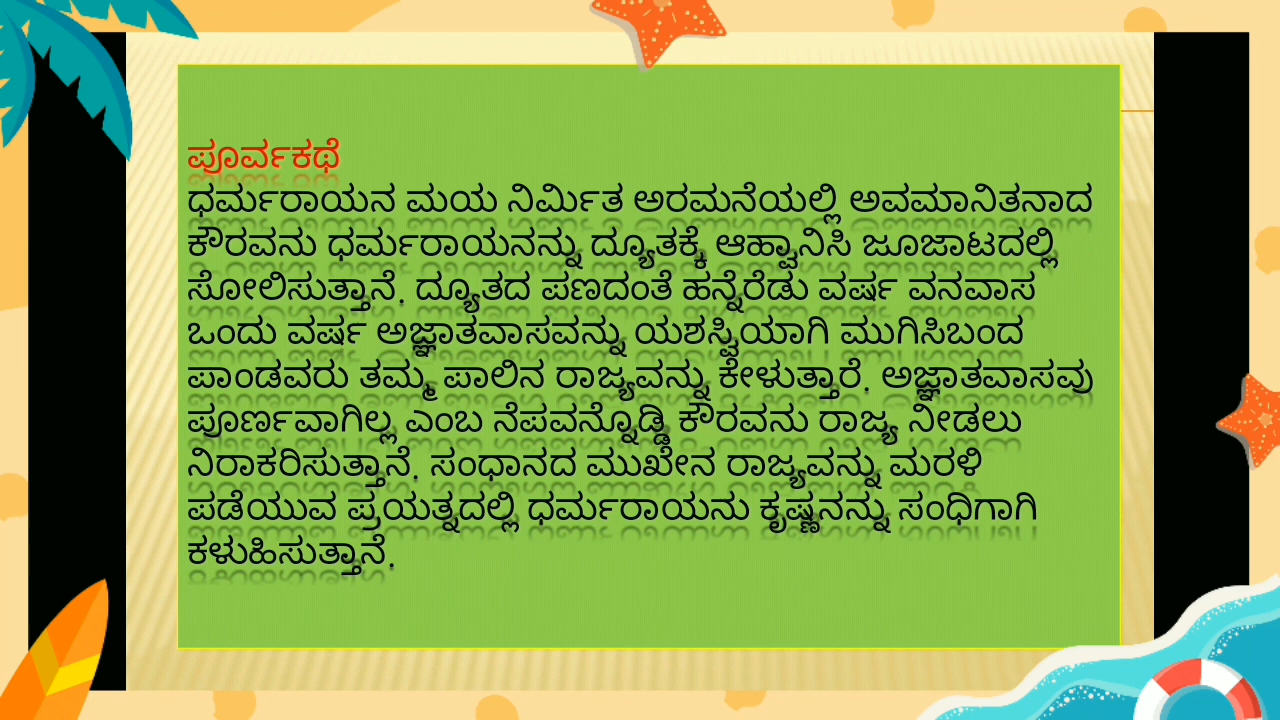 ಪೂರ್ವಕಥೆ
ಧರ್ಮರಾಯನ ಮಯ ನಿರ್ಮಿತ ಅರಮನೆಯಲ್ಲಿ ಅವಮಾನಿತನಾದ
ಕೌರವನು ಧರ್ಮರಾಯನನ್ನು ದ್ಯೂತಕ್ಕೆ ಆಹ್ವಾನಿಸಿ ಜೂಜಾಟದಲ್ಲಿ
ಸೋಲಿಸುತ್ತಾನೆ. ದ್ಯೂತದ ಪಣದಂತೆ ಹನ್ನೆರೆಡು ವರ್ಷ ವನವಾಸ
ಒಂದು ವರ್ಷ ಅಜ್ಞಾತವಾಸವನ್ನು ಯಶಸ್ವಿಯಾಗಿ ಮುಗಿಸಿಬಂದ
ಪಾಂಡವರು ತಮ್ಮ ಪಾಲಿನ ರಾಜ್ಯವನ್ನು ಕೇಳುತ್ತಾರೆ. ಅಜ್ಞಾತವಾಸವು
ಪೂರ್ಣವಾಗಿಲ್ಲ ಎಂಬ ನೆಪವನ್ನೊಡ್ಡಿ ಕೌರವನು ರಾಜ್ಯ ನೀಡಲು
ನಿರಾಕರಿಸುತ್ತಾನೆ. ಸಂಧಾನದ ಮುಖೇನ ರಾಜ್ಯವನ್ನು ಮರಳಿ
ಪಡೆಯುವ ಪ್ರಯತ್ನದಲ್ಲಿ ಧರ್ಮರಾಯನು ಕೃಷ್ಣನನ್ನು ಸಂಧಿಗಾಗಿ
ಕಳುಹಿಸುತ್ತಾನೆ.